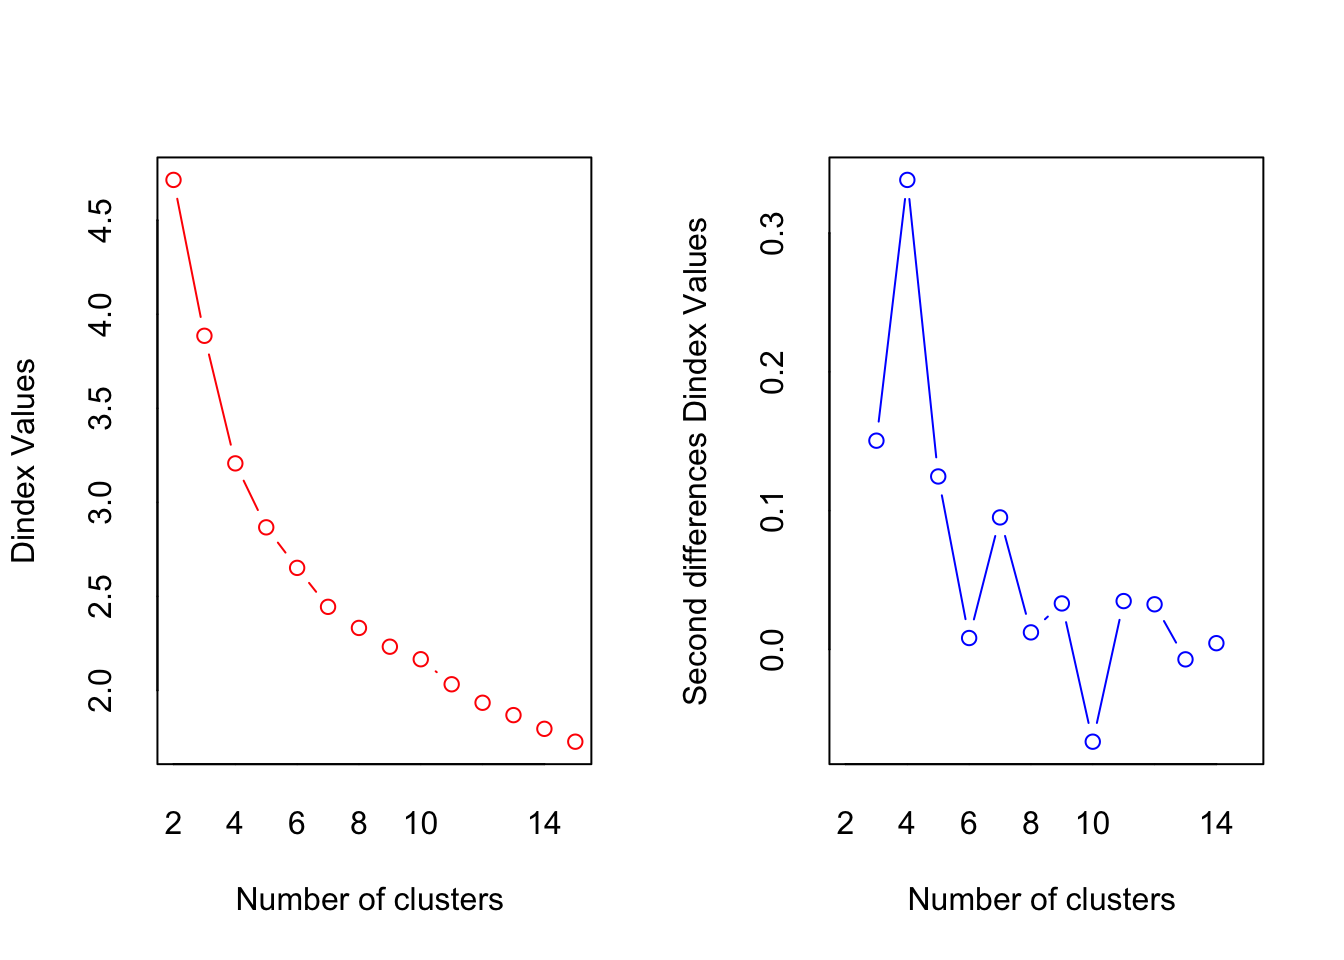 Dindex Values
4.5
4.0
3.5
3.0
2.5
2.0
2 4 6 8 10 14
Number of clusters
Second differences Dindex Values
0.3
0.2
0.1
0.0
2 4 6 8 10 14
Number of clusters